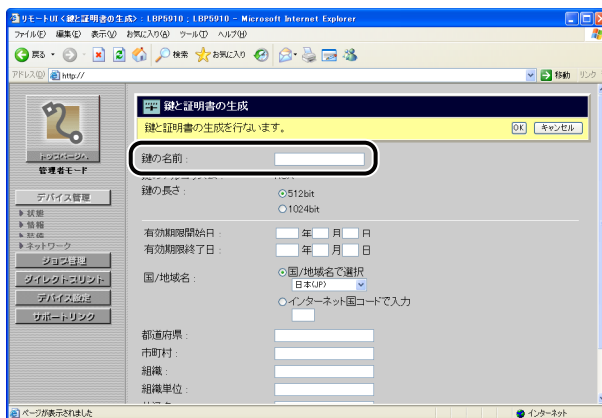 リモートUI <鍵と証明書の生成> : LBP5910 ; LBP5910 - Microsoft Internet Explorer
ファイル(F) 編集(E) 表示(V) お気に入り(A) ツール(T) ヘルプ(H)
戻る 検索 お気に入り
アドレス(D) http:// 移動 リンク
鍵と証明書の生成
鍵と証明書の生成を行ないます。 OK キャンセル
トップページへ
管理者モード
デバイス管理
状態
情報
ネットワーク
ジョブ管理
ダイレクトプリント
デバイス設定
サポートリンク
鍵の名前 :
鍵の長さ : 512bit
1024bit
有効期限開始日 : 年 月 日
有効期限終了日 : 年 月 日
国/地域名 : 国/地域名で選択
日本(JP)
インターネット国コードで入力
都道府県 :
市町村 :
組織 :
組織単位 :
ページが表示されました インターネット